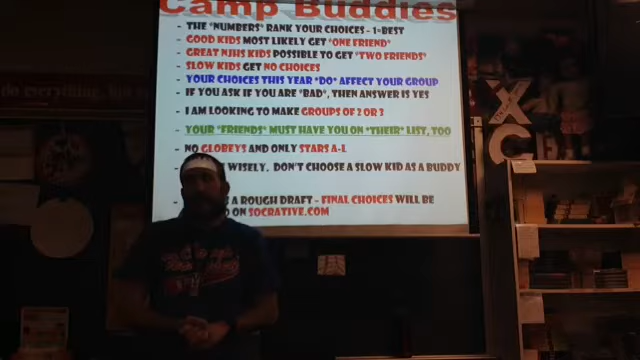 Camp Buddies
- THE *NUMBERS* RANK YOUR CHOICES - 1=BEST
- GOOD KIDS MOST LIKELY GET *ONE FRIEND*
- GREAT NJHS KIDS POSSIBLE TO GET *TWO FRIENDS*
- SLOW KIDS GET NO CHOICES
- YOUR CHOICES THIS YEAR *DO* AFFECT YOUR GROUP
- IF YOU ASK IF YOU ARE *BAD*, THEN ANSWER IS YES
- I AM LOOKING TO MAKE GROUPS OF 2 OR 3
- YOUR *FRIENDS* MUST HAVE YOU ON *THEIR* LIST, TOO
- NO GLOBEYS AND ONLY STARS A-L
WISELY. DON'T CHOOSE A SLOW KID AS A BUDDY
- A ROUGH DRAFT - FINAL CHOICES WILL BE
ON SOCRATIVE.COM
XC